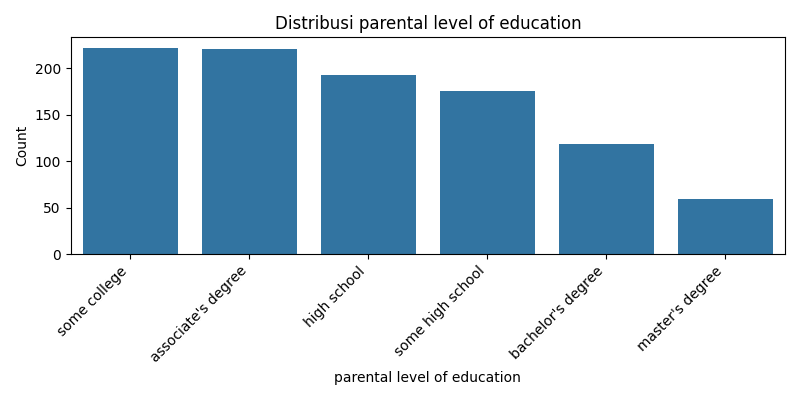 Distribusi parental level of education
Count
200
150
100
50
0
some college
associate's degree
high school
some high school
bachelor's degree
master's degree
parental level of education